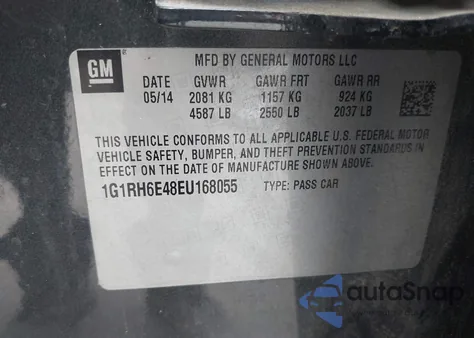 GM
MFD BY GENERAL MOTORS LLC
DATE GVWR GAWR FRT GAWR RR
05/14 2081 KG 1157 KG 924 KG
4587 LB 2550 LB 2037 LB
THIS VEHICLE CONFORMS TO ALL APPLICABLE U.S. FEDERAL MOTOR
VEHICLE SAFETY, BUMPER, AND THEFT PREVENTION STANDARDS
IN EFFECT ON THE DATE OF MANUFACTURE SHOWN ABOVE.
1G1RH6E48EU168055 TYPE: PASS CAR
autoSnap